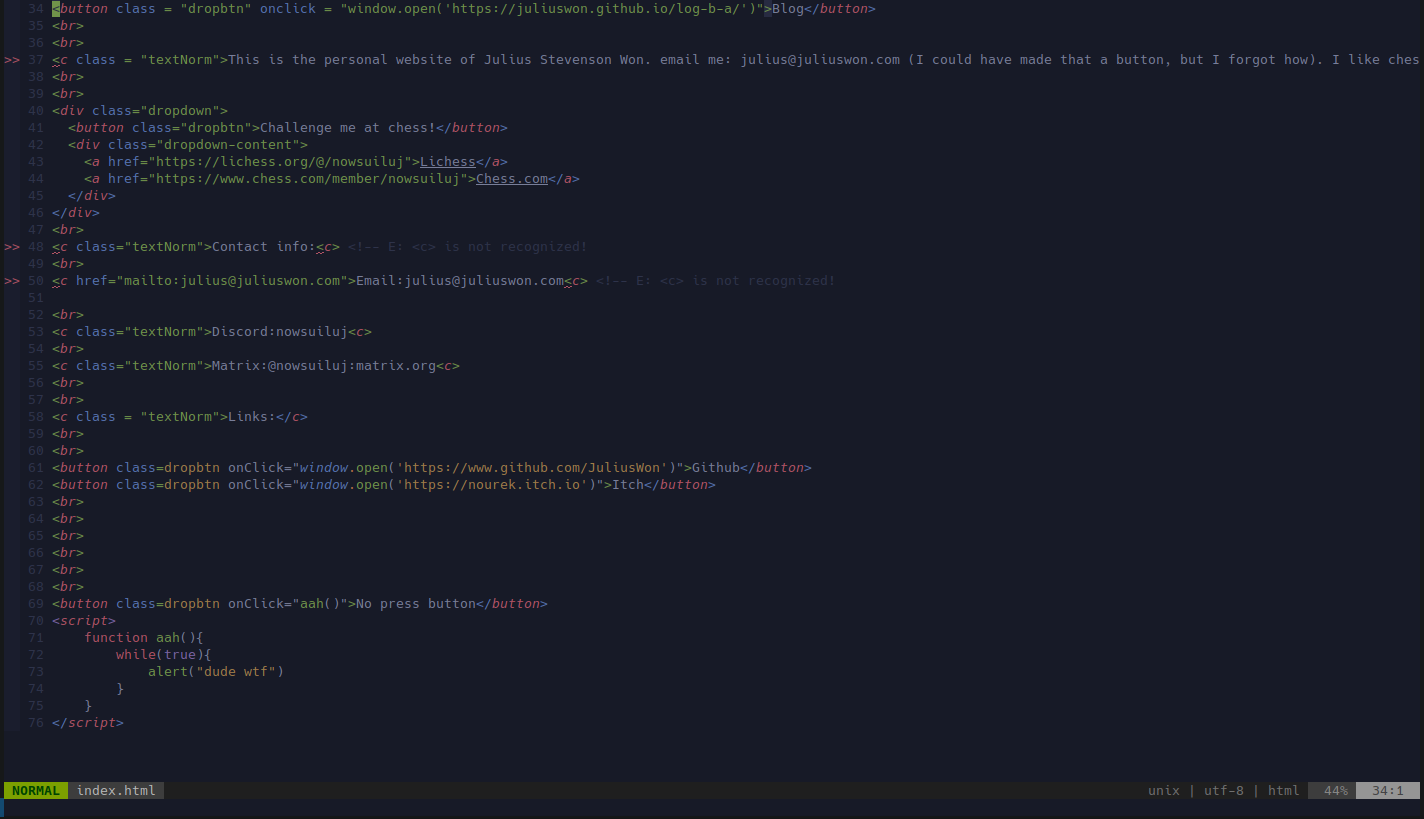 34 <button class = "dropbtn" onclick = "window.open('https://juliuswon.github.io/log-b-a/')">Blog</button>
35 <br>
36 <br>
>> 37 <c class = "textNorm">This is the personal website of Julius Stevenson Won. email me: julius@juliuswon.com (I could have made that a button, but I forgot how). I like ches
38 <br>
39 <br>
40 <div class="dropdown">
41   <button class="dropbtn">Challenge me at chess!</button>
42   <div class="dropdown-content">
43     <a href="https://lichess.org/@/nowsuiluj">Lichess</a>
44     <a href="https://www.chess.com/member/nowsuiluj">Chess.com</a>
45   </div>
46 </div>
47 <br>
>> 48 <c class="textNorm">Contact info:<c> <!-- E: <c> is not recognized!
49 <br>
>> 50 <c href="mailto:julius@juliuswon.com">Email:julius@juliuswon.com<c> <!-- E: <c> is not recognized!
51
52 <br>
53 <c class="textNorm">Discord:nowsuiluj<c>
54 <br>
55 <c class="textNorm">Matrix:@nowsuiluj:matrix.org<c>
56 <br>
57 <br>
58 <c class = "textNorm">Links:</c>
59 <br>
60 <br>
61 <button class=dropbtn onClick="window.open('https://www.github.com/JuliusWon')">Github</button>
62 <button class=dropbtn onClick="window.open('https://nourek.itch.io')">Itch</button>
63 <br>
64 <br>
65 <br>
66 <br>
67 <br>
68 <br>
69 <button class=dropbtn onClick="aah()">No press button</button>
70 <script>
71     function aah(){
72         while(true){
73             alert("dude wtf")
74         }
75     }
76 </script>
NORMAL index.html unix | utf-8 | html 44% 34:1